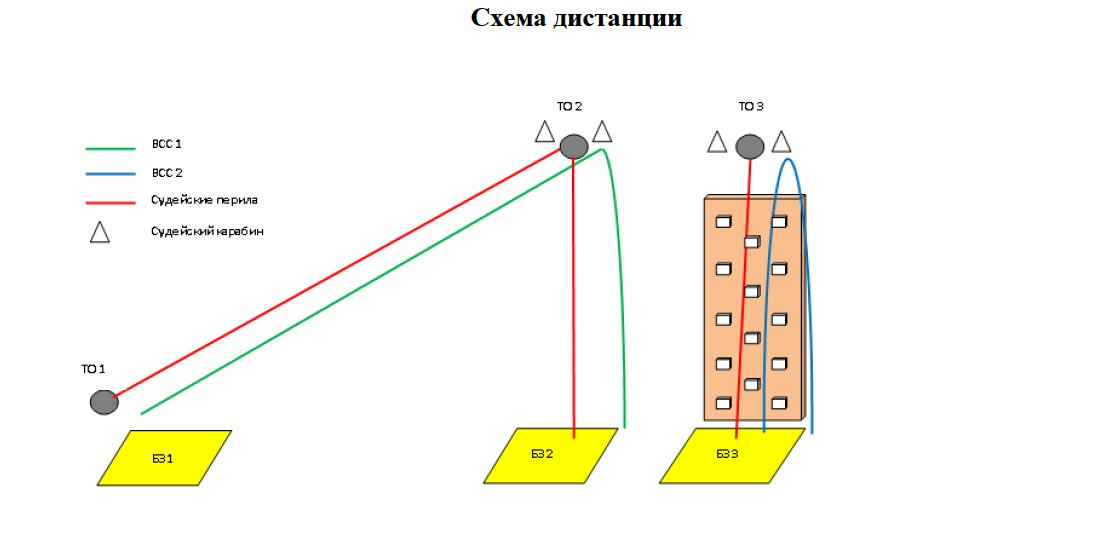 Схема дистанции
ТО 2
ТО 3
ВСС 1
ВСС 2
Судейские перила
Судейский карабин
ТО 1
БЗ1
БЗ2
БЗ3